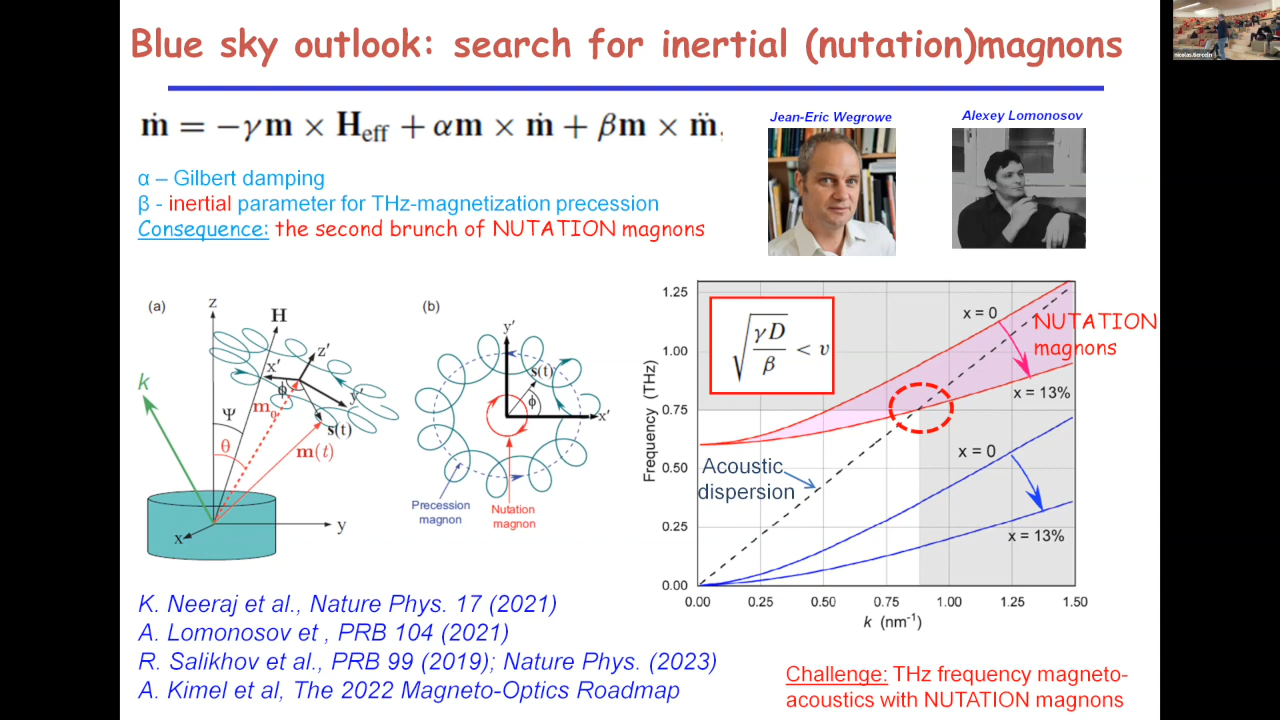 Blue sky outlook: search for inertial (nutation)magnons
ṁ = −γm × H_eff + αm × ṁ + βm × m̈,
Jean-Eric Wegrowe
Alexey Lomonosov
α – Gilbert damping
β - inertial parameter for THz-magnetization precession
Consequence: the second brunch of NUTATION magnons
(a)
z
H
k
x'
z'
y'
ϕ
Ψ
θ
m₀
s(t)
m(t)
y
x
(b)
y'
s(t)
ϕ
x'
Precession
magnon
Nutation
magnon
Frequency (THz)
1.25
1.00
0.75
0.50
0.25
0.00
√(γD/β) < υ
x = 0
NUTATION
magnons
x = 13%
Acoustic
dispersion
x = 0
x = 13%
0.00 0.25 0.50 0.75 1.00 1.25 1.50
k (nm⁻¹)
K. Neeraj et al., Nature Phys. 17 (2021)
A. Lomonosov et , PRB 104 (2021)
R. Salikhov et al., PRB 99 (2019); Nature Phys. (2023)
A. Kimel et al, The 2022 Magneto-Optics Roadmap
Challenge: THz frequency magneto-
acoustics with NUTATION magnons